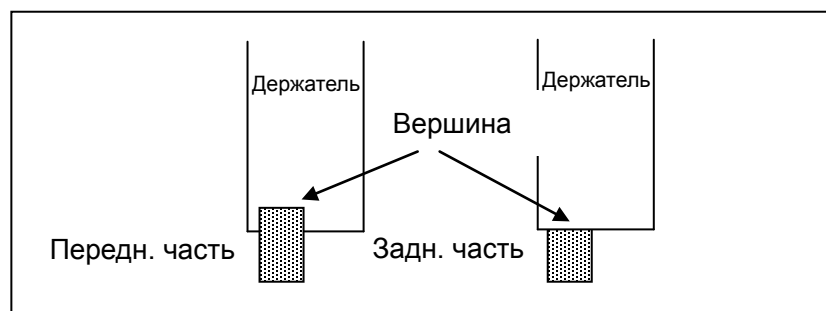 Держатель
Держатель
Вершина
Передн. часть
Задн. часть